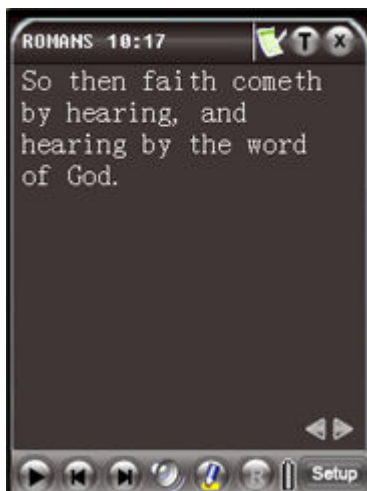 ROMANS 10:17
T X
So then faith cometh
by hearing, and
hearing by the word
of God.
R Setup